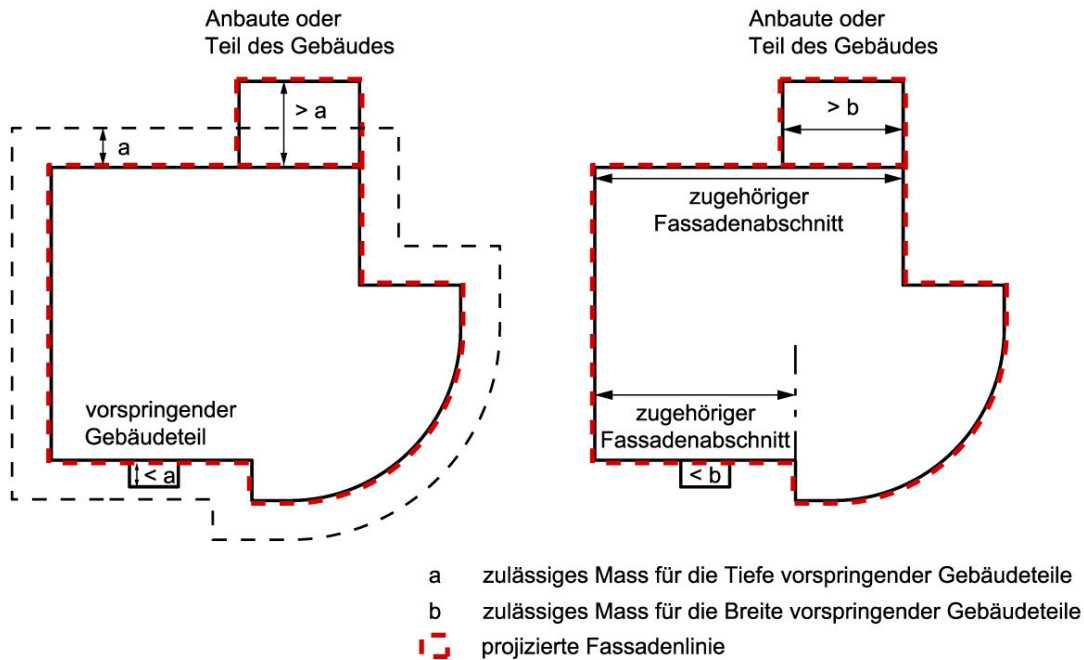 Anbaute oder
Teil des Gebäudes
> a
a
vorspringender
Gebäudeteil
< a
Anbaute oder
Teil des Gebäudes
> b
zugehöriger
Fassadenabschnitt
zugehöriger
Fassadenabschnitt
< b
a zulässiges Mass für die Tiefe vorspringender Gebäudeteile
b zulässiges Mass für die Breite vorspringender Gebäudeteile
projizierte Fassadenlinie